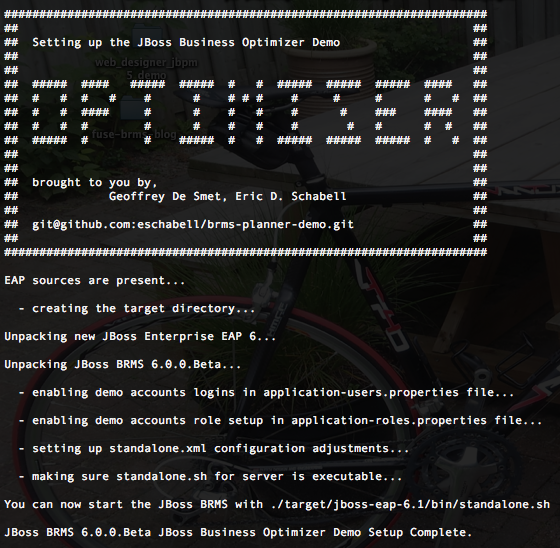 ####################################################################
## Setting up the JBoss Business Optimizer Demo ##
web_designer_jbpm
5_demo
OPTIMIZER
fuse-brms_blog
## brought to you by, ##
## Geoffrey De Smet, Eric D. Schabell ##
## git@github.com:eschabell/brms-planner-demo.git ##
####################################################################
EAP sources are present...
- creating the target directory...
Unpacking new JBoss Enterprise EAP 6...
Unpacking JBoss BRMS 6.0.0.Beta...
- enabling demo accounts logins in application-users.properties file...
- enabling demo accounts role setup in application-roles.properties file...
- setting up standalone.xml configuration adjustments...
- making sure standalone.sh for server is executable...
You can now start the JBoss BRMS with ./target/jboss-eap-6.1/bin/standalone.sh
JBoss BRMS 6.0.0.Beta JBoss Business Optimizer Demo Setup Complete.